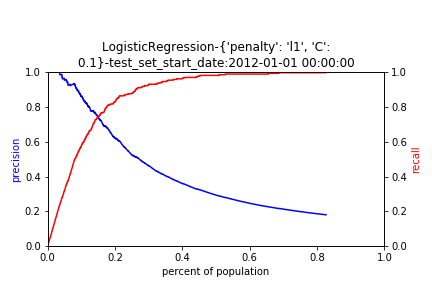 LogisticRegression-{'penalty': 'l1', 'C':
0.1}-test_set_start_date:2012-01-01 00:00:00
1.0
0.8
0.6
0.4
0.2
0.0
precision
1.0
0.8
0.6
0.4
0.2
0.0
recall
0.0 0.2 0.4 0.6 0.8 1.0
percent of population